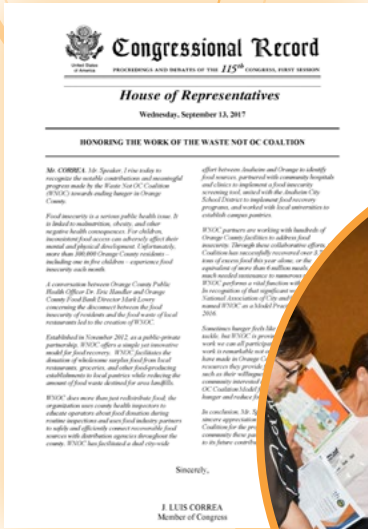 Congressional Record
United States
of America
PROCEEDINGS AND DEBATES OF THE 115th CONGRESS, FIRST SESSION
House of Representatives
Wednesday, September 13, 2017
HONORING THE WORK OF THE WASTE NOT OC COALTION
Mr. CORREA. Mr. Speaker, I rise today to
recognize the notable contributions and meaningful
progress made by the Waste Not OC Coalition
(WNOC) towards ending hunger in Orange
County.
Food insecurity is a serious public health issue. It
is linked to malnutrition, obesity, and other
negative health consequences. For children,
inconsistent food access can adversely affect their
mental and physical development. Unfortunately,
more than 300,000 Orange County residents –
including one in five children – experience food
insecurity each month.
A conversation between Orange County Public
Health Officer Dr. Eric Handler and Orange
County Food Bank Director Mark Lowry
concerning the disconnect between the food
insecurity of residents and the food waste of local
restaurants led to the creation of WNOC.
Established in November 2012, as a public-private
partnership, WNOC offers a simple yet innovative
model for food recovery. WNOC facilitates the
donation of wholesome surplus food from local
restaurants, groceries, and other food-producing
establishments to local pantries while reducing the
amount of food waste destined for area landfills.
WNOC does more than just redistribute food; the
organization uses county health inspectors to
educate operators about food donation during
routine inspections and uses food industry partners
to safely and efficiently connect recoverable food
sources with distribution agencies throughout the
county. WNOC has facilitated a dual city-wide
effort between Anaheim and Orange to identify
food sources, partnered with community hospitals
and clinics to implement a food insecurity
screening tool, united with the Anaheim City
School District to implement food recovery
programs, and worked with local universities to
establish campus pantries.
WNOC partners are working with hundreds of
Orange County facilities to address food
insecurity. Through these collaborative efforts,
Coalition has successfully recovered over
tons of excess food this year alone, or the
equivalent of more than 6 million meals
much needed sustenance to numerous
WNOC performs a vital function with
In recognition of that significant
National Association of City and
named WNOC as a Model
2016.
Sometimes hunger feels like
tackle, but WNOC is
work we can all
work is remarkable not
have made in Orange
resources they provide
such as their willingness
community interested
OC Coalition Model
hunger and reduce
In conclusion, Mr.
sincere appreciation
Coalition for the
community these
to its future
Sincerely,
J. LUIS CORREA
Member of Congress